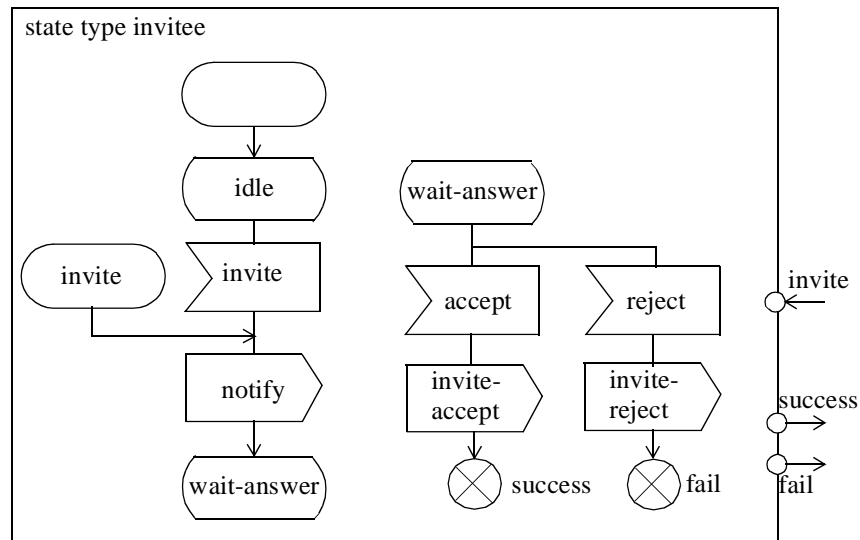 state type invitee
idle
wait-answer
invite
invite
accept
reject
invite
notify
invite-
accept
invite-
reject
success
wait-answer
success
fail
fail